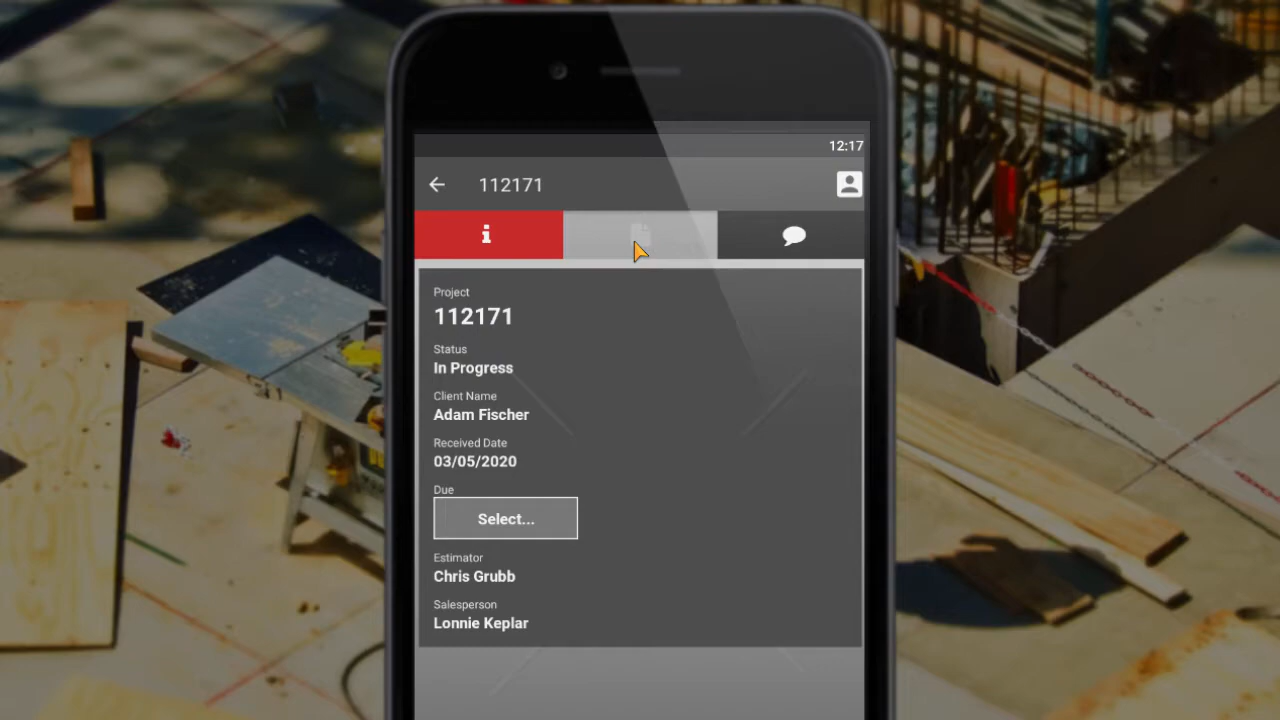 12:17
112171
Project
112171
Status
In Progress
Client Name
Adam Fischer
Received Date
03/05/2020
Due
Select...
Estimator
Chris Grubb
Salesperson
Lonnie Keplar